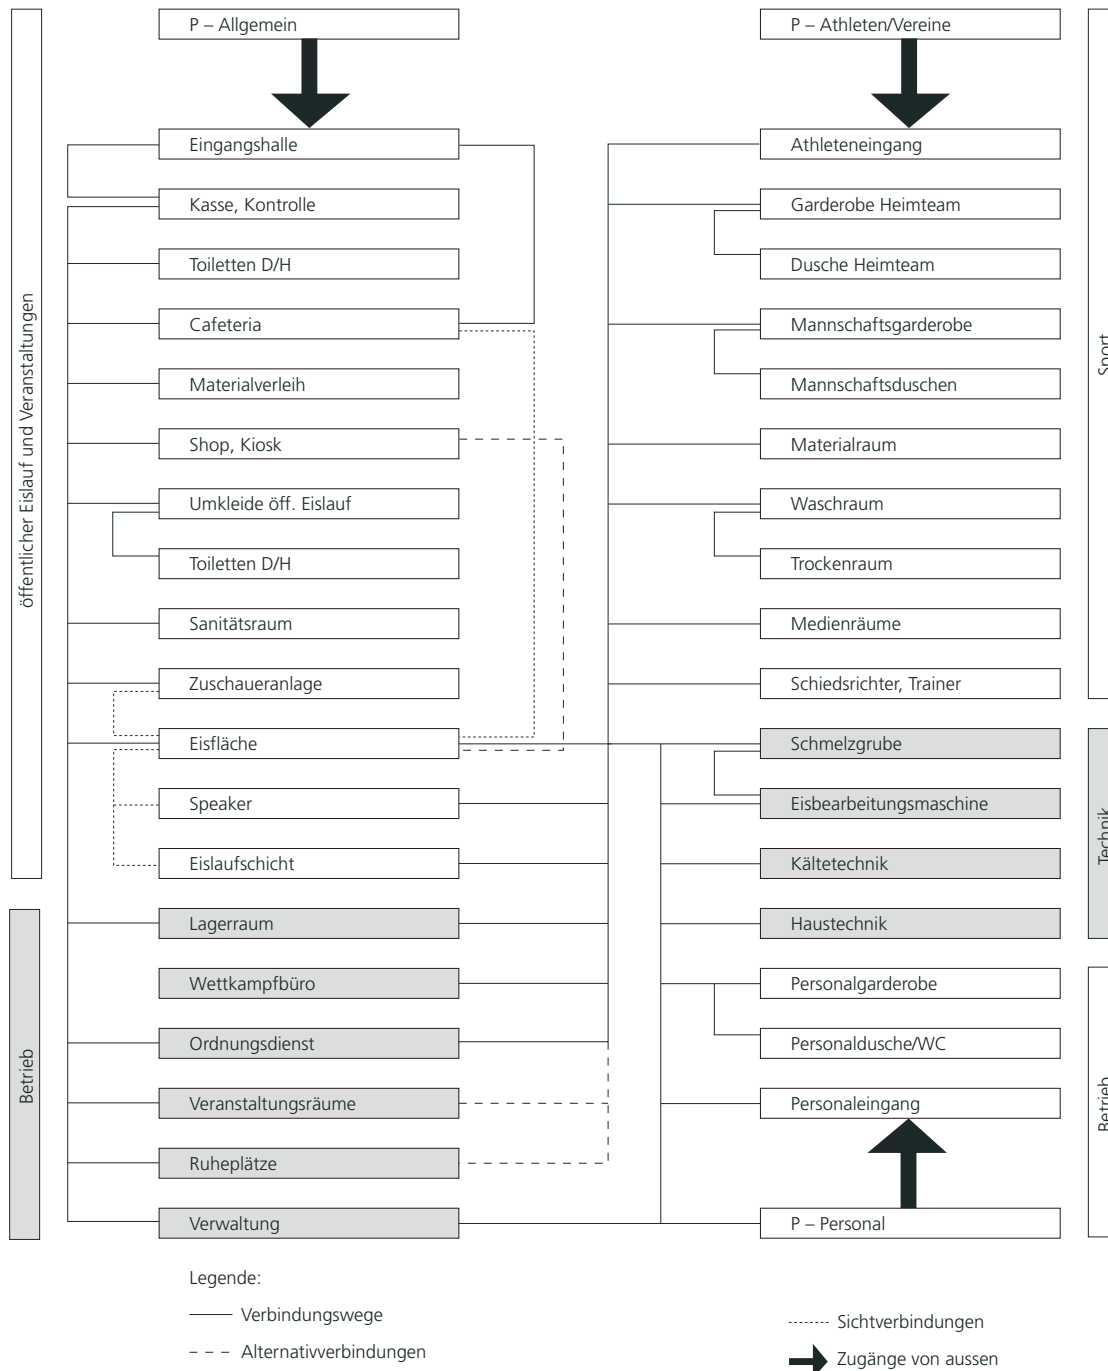 P – Allgemein
P – Athleten/Vereine
öffentlicher Eislauf und Veranstaltungen
Eingangshalle
Kasse, Kontrolle
Toiletten D/H
Cafeteria
Materialverleih
Shop, Kiosk
Umkleide öff. Eislauf
Toiletten D/H
Sanitätsraum
Zuschaueranlage
Eisfläche
Speaker
Eislaufschicht
Betrieb
Lagerraum
Wettkampfbüro
Ordnungsdienst
Veranstaltungsräume
Ruheplätze
Verwaltung
Athleteneingang
Garderobe Heimteam
Dusche Heimteam
Mannschaftsgarderobe
Mannschaftsduschen
Materialraum
Waschraum
Trockenraum
Medienräume
Schiedsrichter, Trainer
Sport
Schmelzgrube
Eisbearbeitungsmaschine
Kältetechnik
Haustechnik
Technik
Personalgarderobe
Personaldusche/WC
Personaleingang
P – Personal
Betrieb
Legende:
Verbindungswege
Alternativverbindungen
Sichtverbindungen
Zugänge von aussen